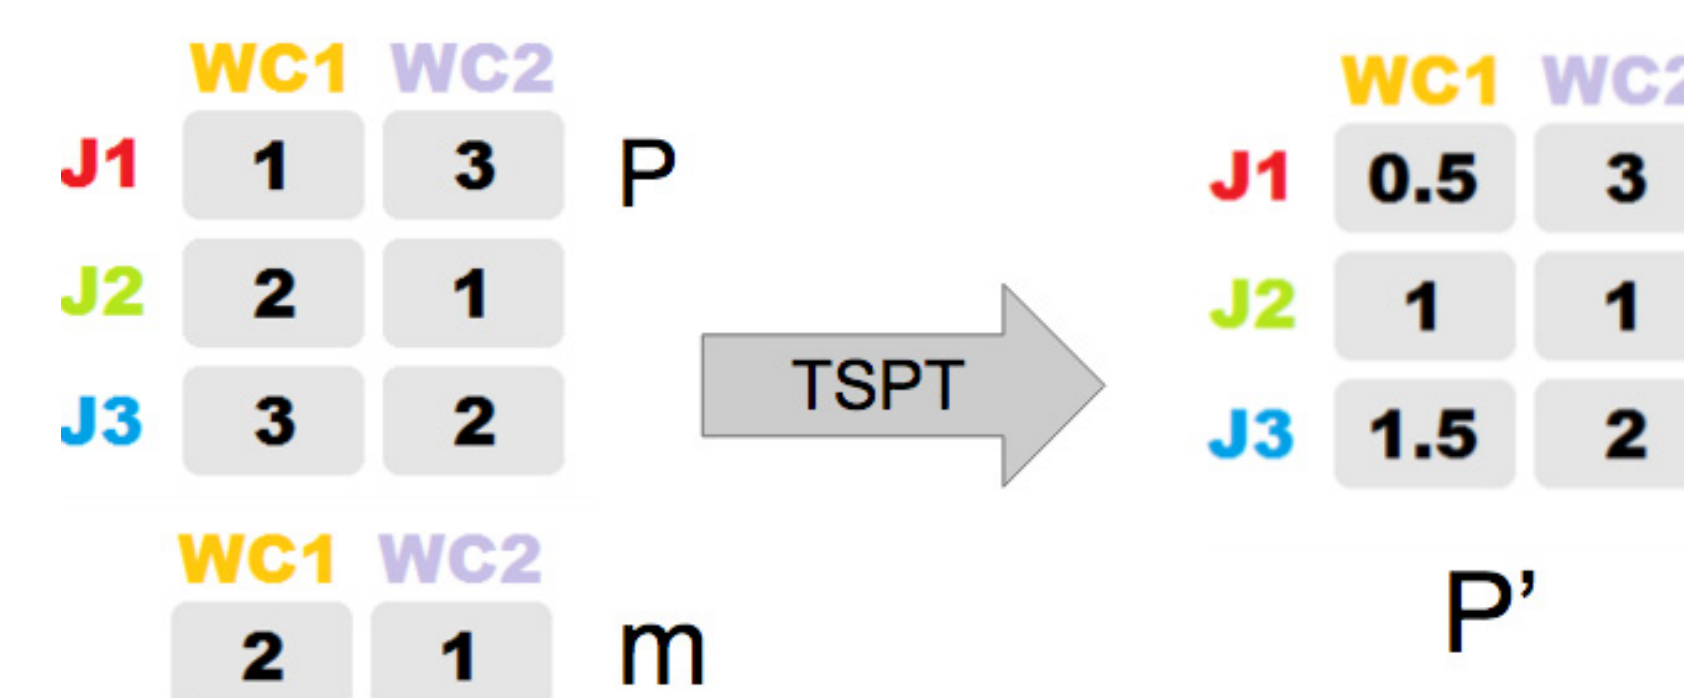 WC1 WC2
J1 1 3
J2 2 1
J3 3 2
P
WC1 WC2
2 1
m
TSPT
WC1 WC2
J1 0.5 3
J2 1 1
J3 1.5 2
P’